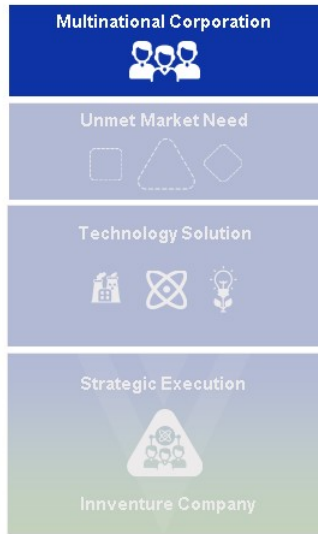 Multinational Corporation
Unmet Market Need
Technology Solution
Strategic Execution
Innventure Company